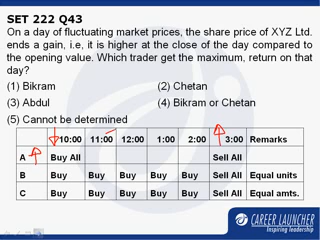 SET 222 Q43
On a day of fluctuating market prices, the share price of XYZ Ltd.
ends a gain, i.e, it is higher at the close of the day compared to
the opening value. Which trader get the maximum, return on that
day?
(1) Bikram (2) Chetan
(3) Abdul (4) Bikram or Chetan
(5) Cannot be determined
10:00 11:00 12:00 1:00 2:00 3:00 Remarks
A Buy All Sell All
B Buy Buy Buy Buy Buy Sell All Equal units
C Buy Buy Buy Buy Buy Sell All Equal amts.
CAREER LAUNCHER
Inspiring leadership